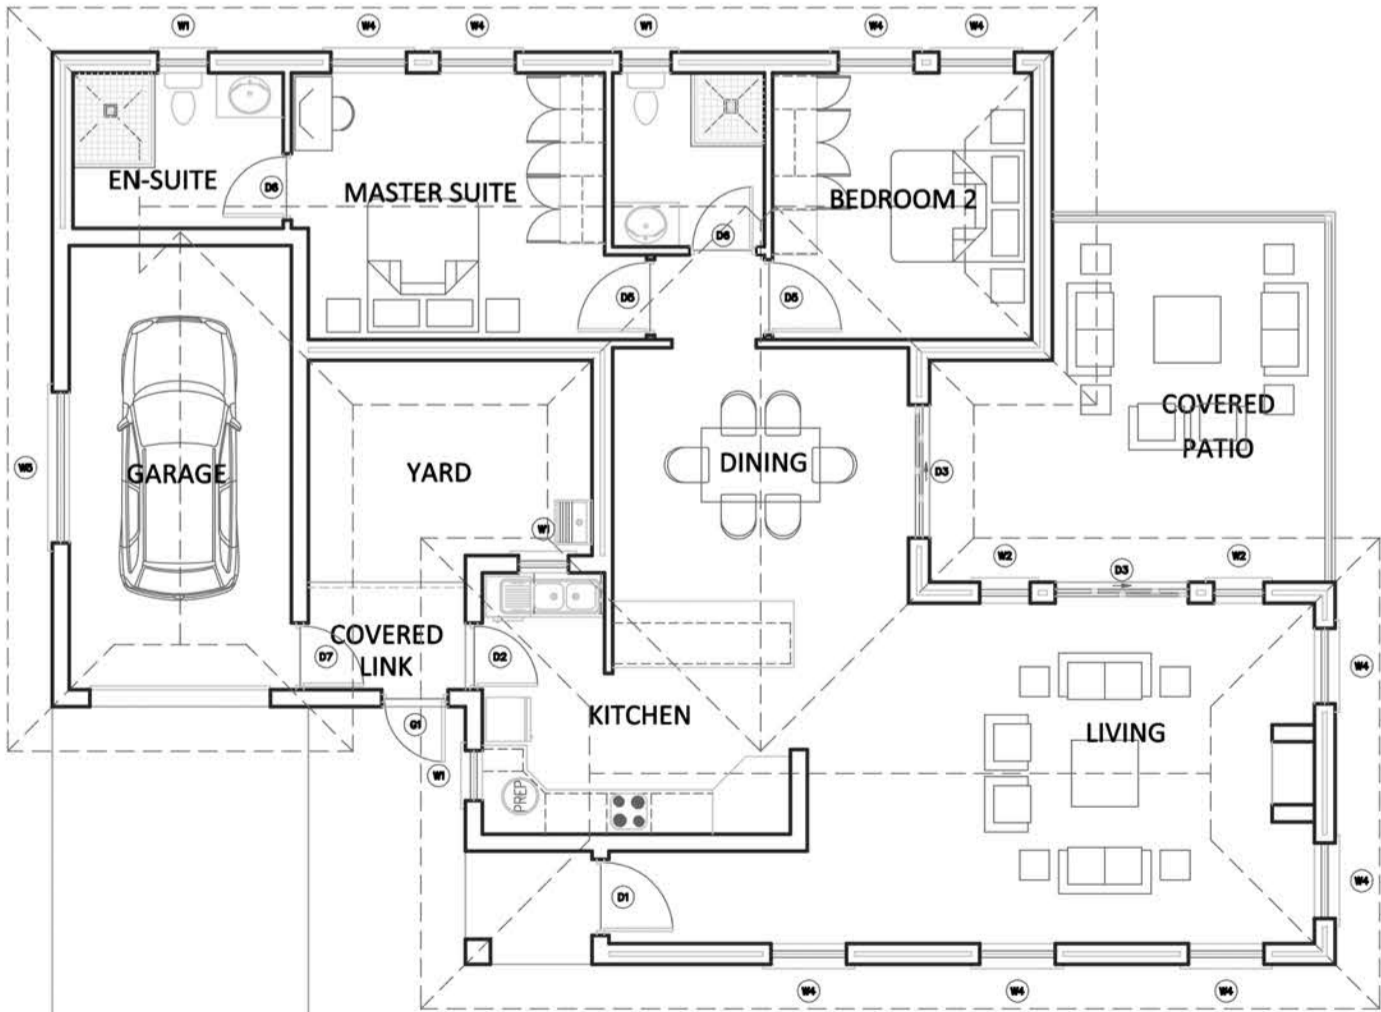 W1
W4
W4
W1
W4
W4
EN-SUITE
D6
MASTER SUITE
BEDROOM 2
D6
D5
D5
COVERED
PATIO
GARAGE
YARD
DINING
W5
D3
W1
W2
D3
W2
COVERED
LINK
D7
D2
KITCHEN
LIVING
W4
G1
W1
PREP
D1
W4
W4
W4
W4